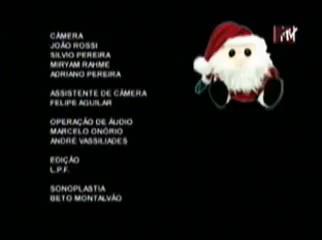 CÂMERA
JOÃO ROSSI
SILVIO PEREIRA
MIRYAM RAHME
ADRIANO PEREIRA
ASSISTENTE DE CÂMERA
FELIPE AGUILAR
OPERAÇÃO DE ÁUDIO
MARCELO ONÓRIO
ANDRÉ VASSILIADES
EDIÇÃO
L.P.F.
SONOPLASTIA
BETO MONTALVÃO
MTV